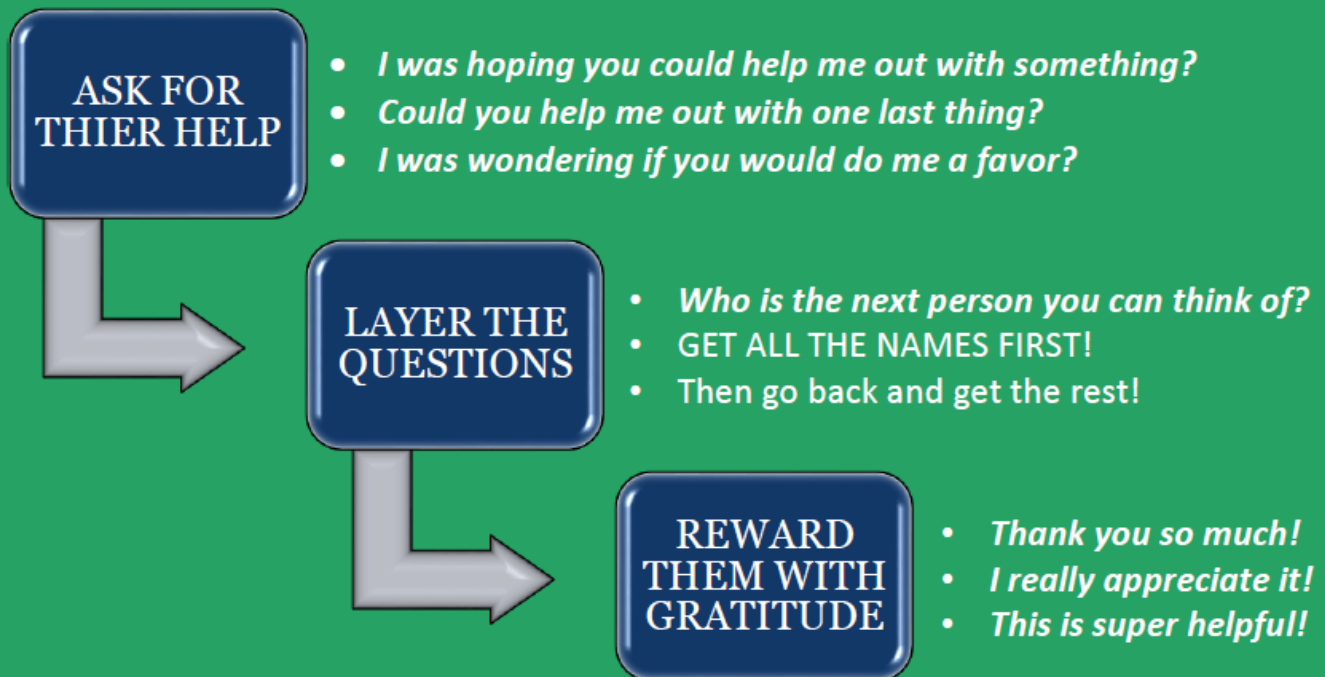 ASK FOR
THIER HELP
• I was hoping you could help me out with something?
• Could you help me out with one last thing?
• I was wondering if you would do me a favor?
LAYER THE
QUESTIONS
• Who is the next person you can think of?
• GET ALL THE NAMES FIRST!
• Then go back and get the rest!
REWARD
THEM WITH
GRATITUDE
• Thank you so much!
• I really appreciate it!
• This is super helpful!